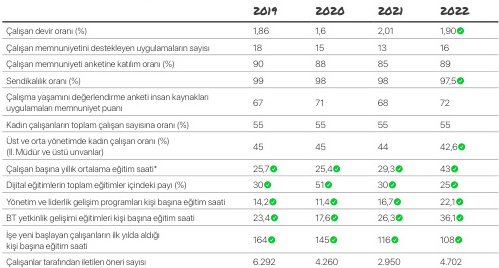 2019 2020 2021 2022
Çalışan devir oranı (%) 1,86 1,6 2,01 1,90
Çalışan memnuniyetini destekleyen uygulamaların sayısı 18 15 13 16
Çalışan memnuniyeti anketine katılım oranı (%) 90 88 85 89
Sendikalılık oranı (%) 99 98 98 97,5
Çalışma yaşamını değerlendirme anketi insan kaynakları
uygulamaları memnuniyet puanı 67 71 68 72
Kadın çalışanların toplam çalışan sayısına oranı (%) 55 55 55 55
Üst ve orta yönetimde kadın çalışan oranı (%)
(II. Müdür ve üstü unvanlar) 45 45 44 42,6
Çalışan başına yıllık ortalama eğitim saati* 25,7 25,4 29,3 43
Dijital eğitimlerin toplam eğitimler içindeki payı (%) 30 51 30 25
Yönetim ve liderlik gelişim programları kişi başına eğitim saati 14,2 11,4 16,7 22,1
BT yetkinlik gelişimi eğitimleri kişi başına eğitim saati 23,4 17,6 26,3 36,1
İşe yeni başlayan çalışanların ilk yılda aldığı
kişi başına eğitim saati 164 145 116 108
Çalışanlar tarafından iletilen öneri sayısı 6.292 4.260 2.950 4.702